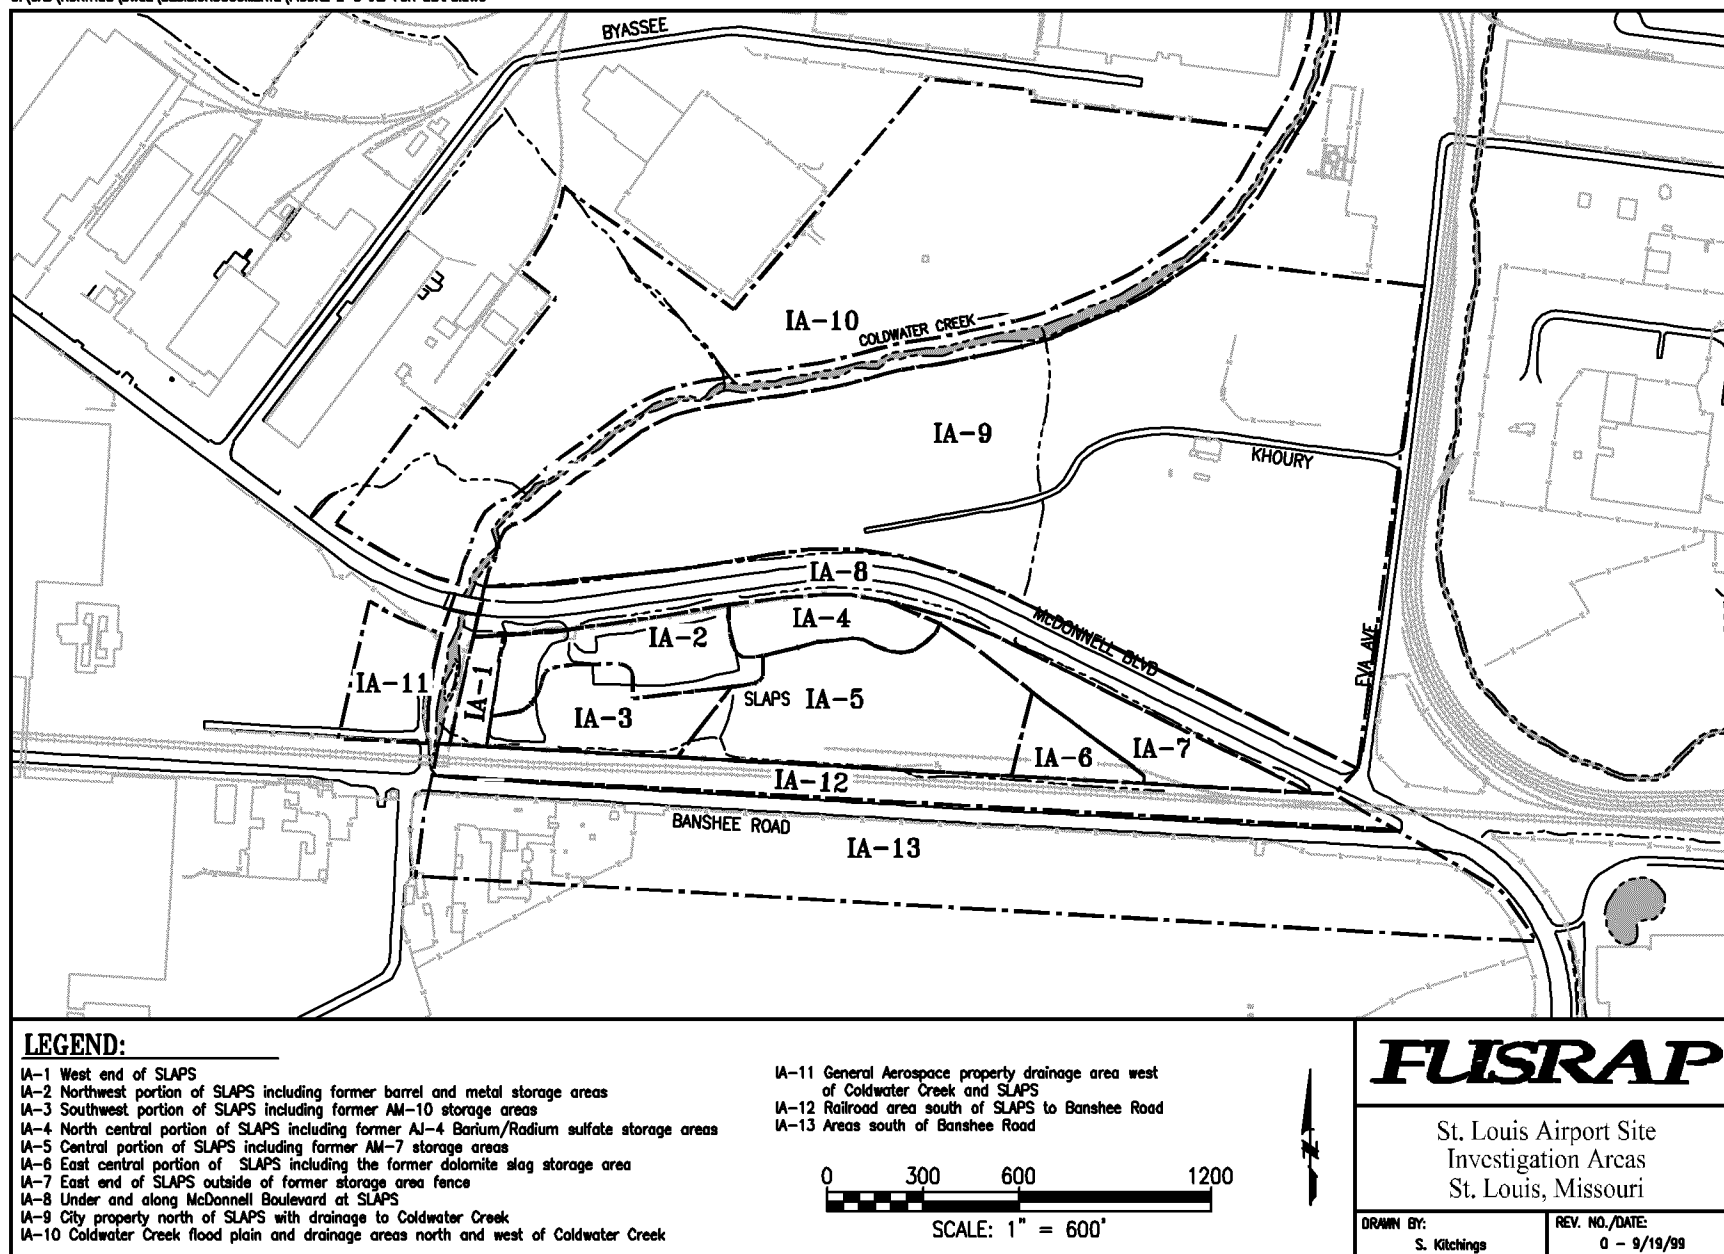 BYASSEE
IA-10
COLDWATER CREEK
IA-9
KHOURY
IA-8
McDONNELL BLVD
EVA AVE
IA-4
IA-2
IA-1
IA-11
IA-3
SLAPS
IA-5
IA-6
IA-7
IA-12
BANSHEE ROAD
IA-13
LEGEND:
IA-1 West end of SLAPS
IA-2 Northwest portion of SLAPS including former barrel and metal storage areas
IA-3 Southwest portion of SLAPS including former AM-10 storage areas
IA-4 North central portion of SLAPS including former AJ-4 Barium/Radium sulfate storage areas
IA-5 Central portion of SLAPS including former AM-7 storage areas
IA-6 East central portion of SLAPS including the former dolomite slag storage area
IA-7 East end of SLAPS outside of former storage area fence
IA-8 Under and along McDonnell Boulevard at SLAPS
IA-9 City property north of SLAPS with drainage to Coldwater Creek
IA-10 Coldwater Creek flood plain and drainage areas north and west of Coldwater Creek
IA-11 General Aerospace property drainage area west
of Coldwater Creek and SLAPS
IA-12 Railroad area south of SLAPS to Banshee Road
IA-13 Areas south of Banshee Road
0 300 600 1200
SCALE: 1" = 600'
N
FUSRAP
St. Louis Airport Site
Investigation Areas
St. Louis, Missouri
DRAWN BY:
S. Kitchings
REV. NO./DATE:
0 - 9/19/99